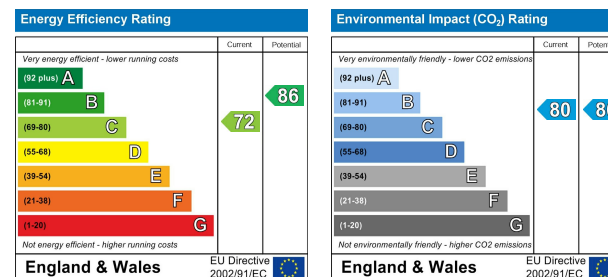 Energy Efficiency Rating
Current Potential
Very energy efficient - lower running costs
(92 plus) A
(81-91) B
(69-80) C
(55-68) D
(39-54) E
(21-38) F
(1-20) G
72
86
Not energy efficient - higher running costs
England & Wales
EU Directive
2002/91/EC
Environmental Impact (CO₂) Rating
Current Potent
Very environmentally friendly - lower CO2 emissions
(92 plus) A
(81-91) B
(69-80) C
(55-68) D
(39-54) E
(21-38) F
(1-20) G
80
Not environmentally friendly - higher CO2 emissions
England & Wales
EU Directive
2002/91/EC